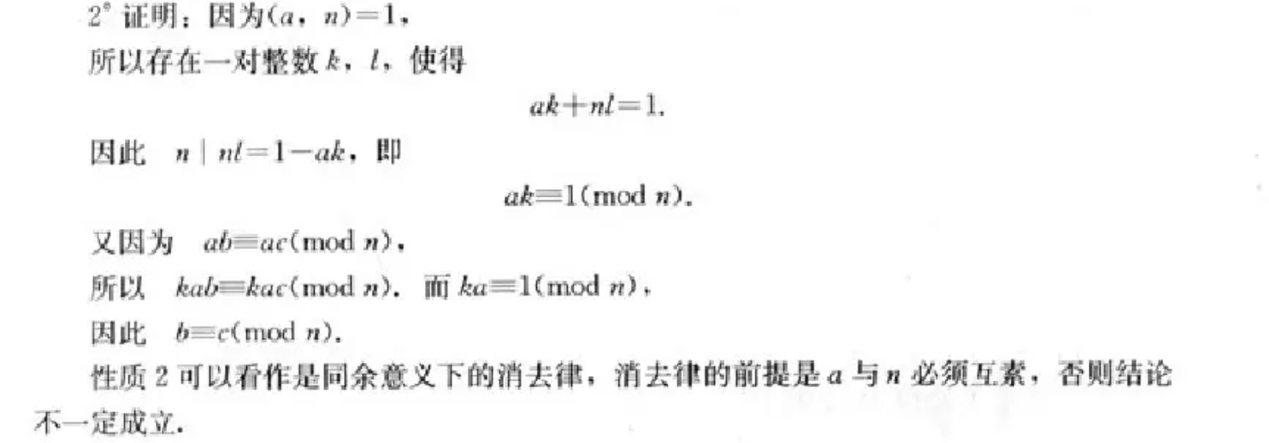 2° 证明：因为(a，n)=1，
所以存在一对整数 k，l，使得
ak+nl=1.
因此 n | nl=1-ak，即
ak≡1(mod n).
又因为 ab≡ac(mod n)，
所以 kab≡kac(mod n). 而 ka≡1(mod n)，
因此 b≡c(mod n).
性质 2 可以看作是同余意义下的消去律，消去律的前提是 a 与 n 必须互素，否则结论
不一定成立.